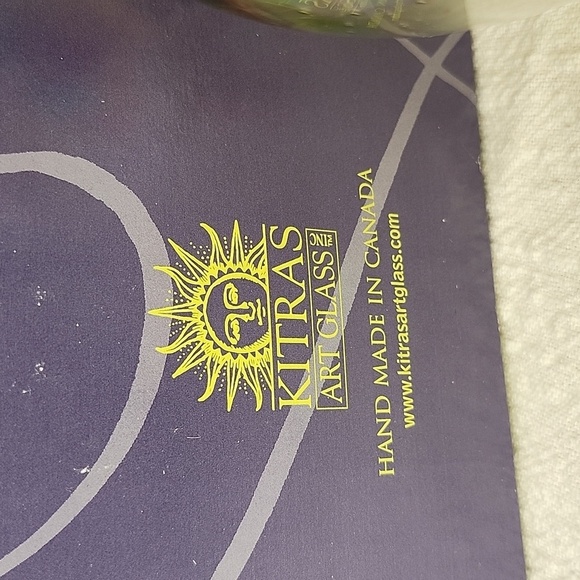 KITRAS
ART GLASS INC
HAND MADE IN CANADA
www.kitrasartglass.com